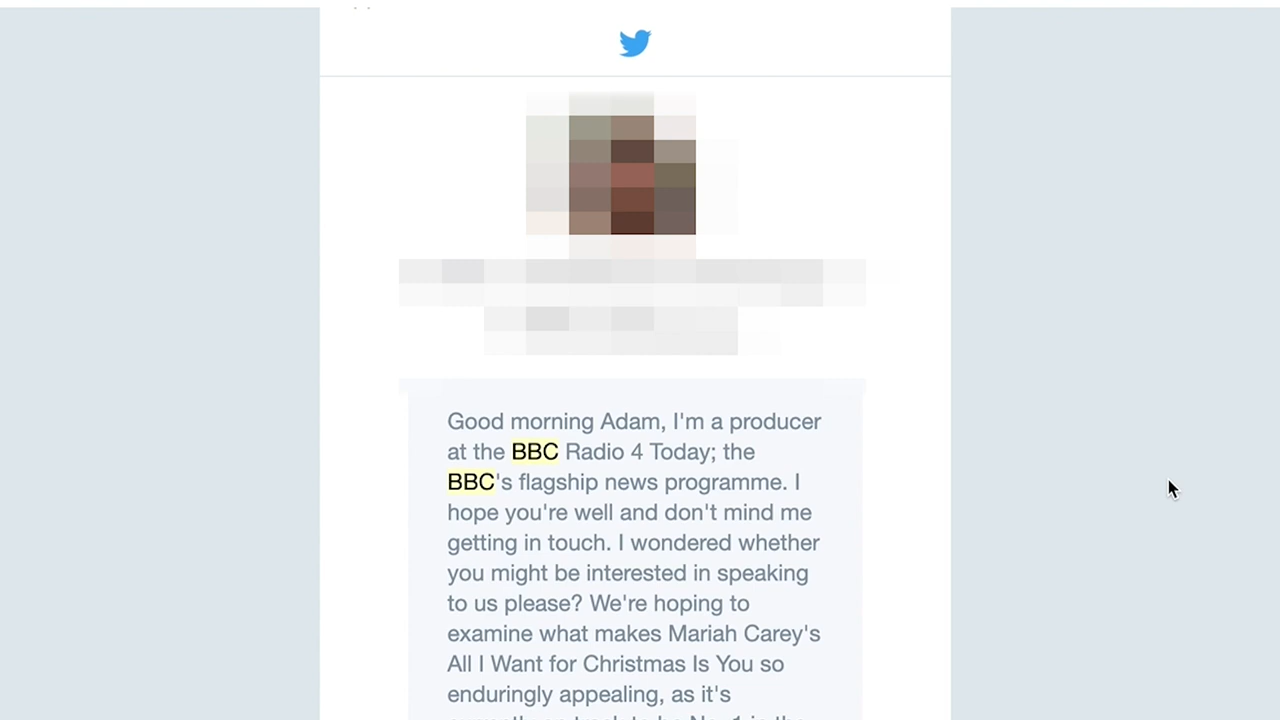 Good morning Adam, I'm a producer
at the BBC Radio 4 Today; the
BBC's flagship news programme. I
hope you're well and don't mind me
getting in touch. I wondered whether
you might be interested in speaking
to us please? We're hoping to
examine what makes Mariah Carey's
All I Want for Christmas Is You so
enduringly appealing, as it's